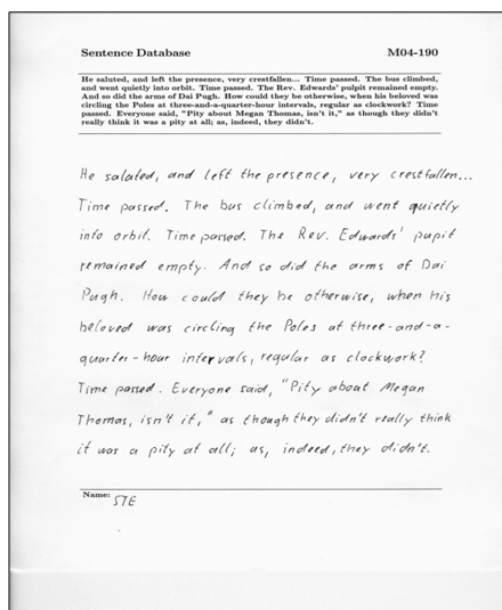 Sentence Database M04-190
He saluted, and left the presence, very crestfallen... Time passed. The bus climbed,
and went quietly into orbit. Time passed. The Rev. Edwards' pulpit remained empty.
And so did the arms of Dai Pugh. How could they be otherwise, when his beloved was
circling the Poles at three-and-a-quarter-hour intervals, regular as clockwork? Time
passed. Everyone said, "Pity about Megan Thomas, isn't it," as though they didn't
really think it was a pity at all; as, indeed, they didn't.
He saluted, and left the presence, very crestfallen...
Time passed. The bus climbed, and went quietly
into orbit. Time passed. The Rev. Edwards' pupit
remained empty. And so did the arms of Dai
Pugh. How could they be otherwise, when his
beloved was circling the Poles at three-and-a-
quarter-hour intervals, regular as clockwork?
Time passed. Everyone said, "Pity about Megan
Thomas, isn't it," as though they didn't really think
it was a pity at all; as, indeed, they didn't.
Name: STE